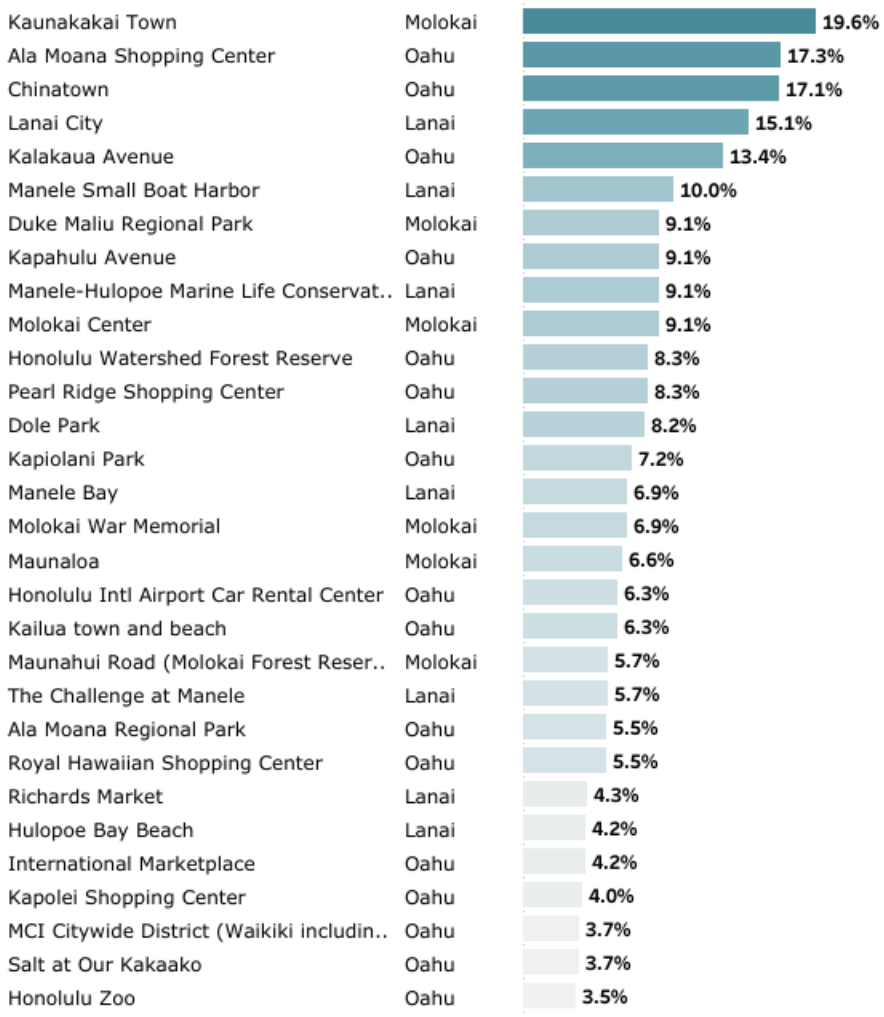 Kaunakakai Town Molokai 19.6%
Ala Moana Shopping Center Oahu 17.3%
Chinatown Oahu 17.1%
Lanai City Lanai 15.1%
Kalakaua Avenue Oahu 13.4%
Manele Small Boat Harbor Lanai 10.0%
Duke Maliu Regional Park Molokai 9.1%
Kapahulu Avenue Oahu 9.1%
Manele-Hulopoe Marine Life Conservat.. Lanai 9.1%
Molokai Center Molokai 9.1%
Honolulu Watershed Forest Reserve Oahu 8.3%
Pearl Ridge Shopping Center Oahu 8.3%
Dole Park Lanai 8.2%
Kapiolani Park Oahu 7.2%
Manele Bay Lanai 6.9%
Molokai War Memorial Molokai 6.9%
Maunaloa Molokai 6.6%
Honolulu Intl Airport Car Rental Center Oahu 6.3%
Kailua town and beach Oahu 6.3%
Maunahui Road (Molokai Forest Reser.. Molokai 5.7%
The Challenge at Manele Lanai 5.7%
Ala Moana Regional Park Oahu 5.5%
Royal Hawaiian Shopping Center Oahu 5.5%
Richards Market Lanai 4.3%
Hulopoe Bay Beach Lanai 4.2%
International Marketplace Oahu 4.2%
Kapolei Shopping Center Oahu 4.0%
MCI Citywide District (Waikiki includin.. Oahu 3.7%
Salt at Our Kakaako Oahu 3.7%
Honolulu Zoo Oahu 3.5%